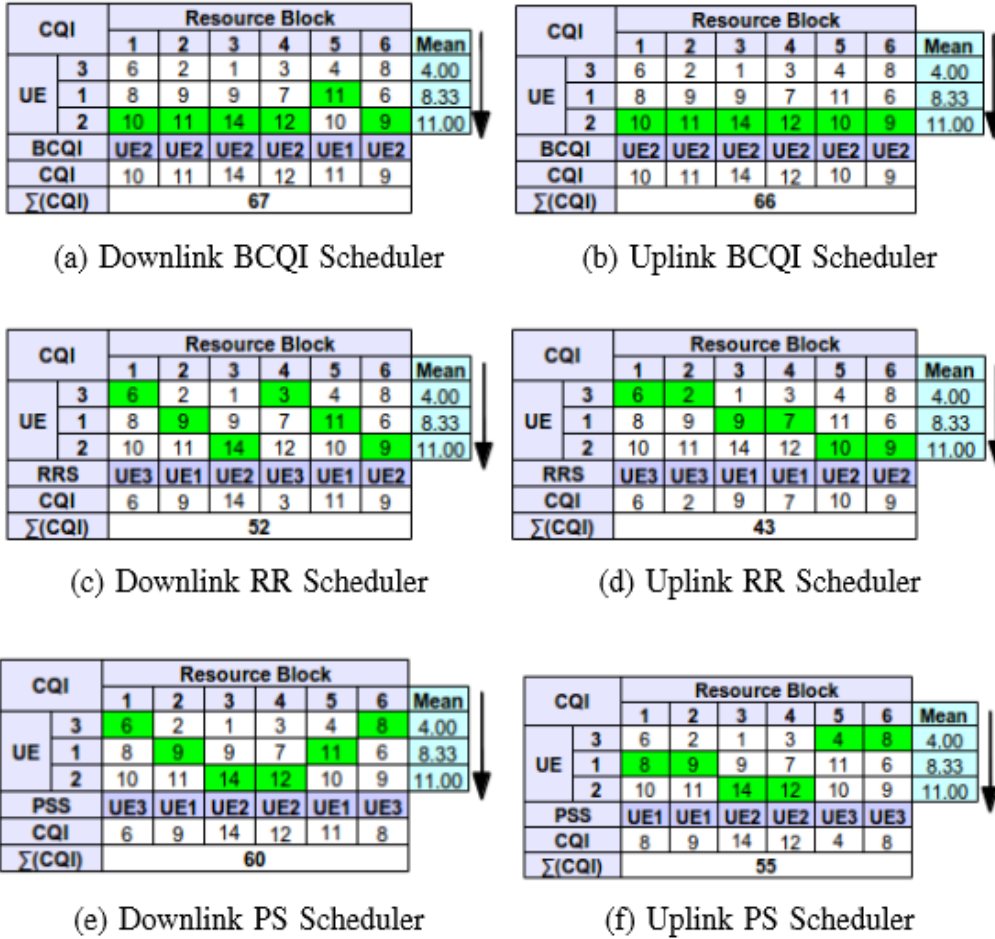 CQI Resource Block
1 2 3 4 5 6 Mean
UE 3 6 2 1 3 4 8 4.00
1 8 9 9 7 11 6 8.33
2 10 11 14 12 10 9 11.00
BCQI UE2 UE2 UE2 UE2 UE1 UE2
CQI 10 11 14 12 11 9
∑(CQI) 67
(a) Downlink BCQI Scheduler
CQI Resource Block
1 2 3 4 5 6 Mean
UE 3 6 2 1 3 4 8 4.00
1 8 9 9 7 11 6 8.33
2 10 11 14 12 10 9 11.00
BCQI UE2 UE2 UE2 UE2 UE2 UE2
CQI 10 11 14 12 10 9
∑(CQI) 66
(b) Uplink BCQI Scheduler
CQI Resource Block
1 2 3 4 5 6 Mean
UE 3 6 2 1 3 4 8 4.00
1 8 9 9 7 11 6 8.33
2 10 11 14 12 10 9 11.00
RRS UE3 UE1 UE2 UE3 UE1 UE2
CQI 6 9 14 3 11 9
∑(CQI) 52
(c) Downlink RR Scheduler
CQI Resource Block
1 2 3 4 5 6 Mean
UE 3 6 2 1 3 4 8 4.00
1 8 9 9 7 11 6 8.33
2 10 11 14 12 10 9 11.00
RRS UE3 UE3 UE1 UE1 UE2 UE2
CQI 6 2 9 7 10 9
∑(CQI) 43
(d) Uplink RR Scheduler
CQI Resource Block
1 2 3 4 5 6 Mean
UE 3 6 2 1 3 4 8 4.00
1 8 9 9 7 11 6 8.33
2 10 11 14 12 10 9 11.00
PSS UE3 UE1 UE2 UE2 UE1 UE3
CQI 6 9 14 12 11 8
∑(CQI) 60
(e) Downlink PS Scheduler
CQI Resource Block
1 2 3 4 5 6 Mean
UE 3 6 2 1 3 4 8 4.00
1 8 9 9 7 11 6 8.33
2 10 11 14 12 10 9 11.00
PSS UE1 UE1 UE2 UE2 UE3 UE3
CQI 8 9 14 12 4 8
∑(CQI) 55
(f) Uplink PS Scheduler